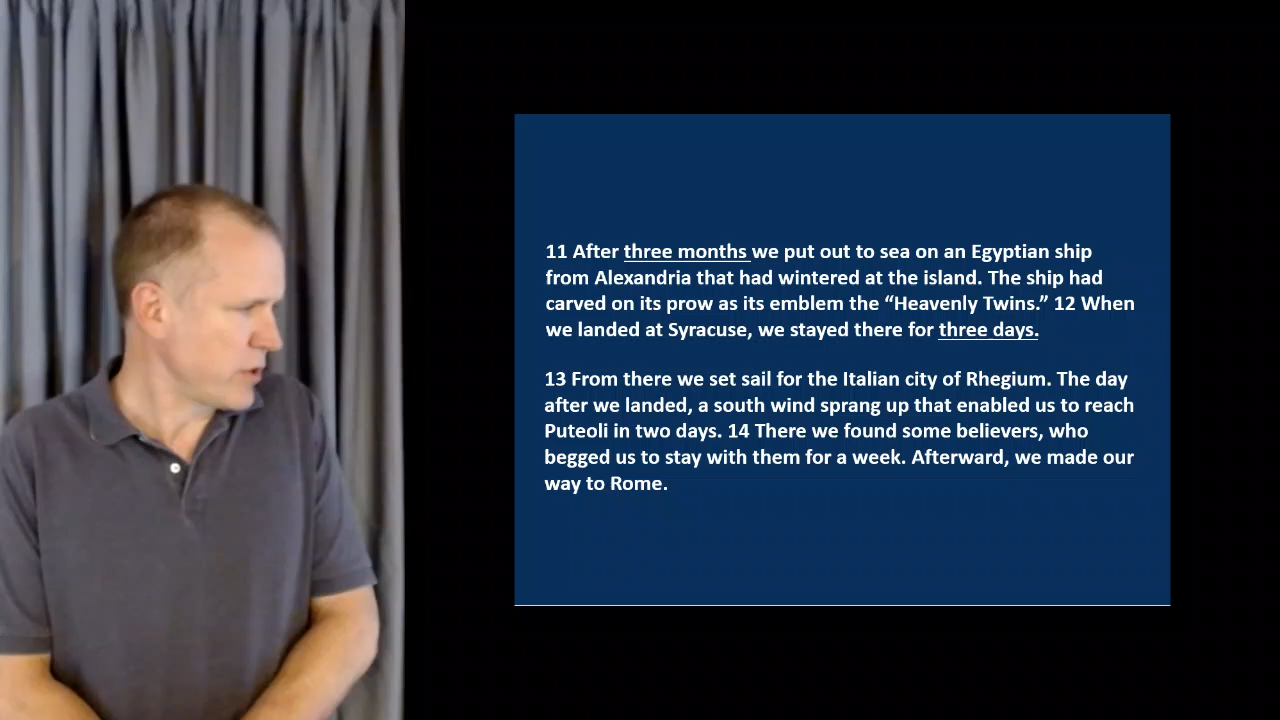 11 After three months we put out to sea on an Egyptian ship
from Alexandria that had wintered at the island. The ship had
carved on its prow as its emblem the “Heavenly Twins.” 12 When
we landed at Syracuse, we stayed there for three days.
13 From there we set sail for the Italian city of Rhegium. The day
after we landed, a south wind sprang up that enabled us to reach
Puteoli in two days. 14 There we found some believers, who
begged us to stay with them for a week. Afterward, we made our
way to Rome.